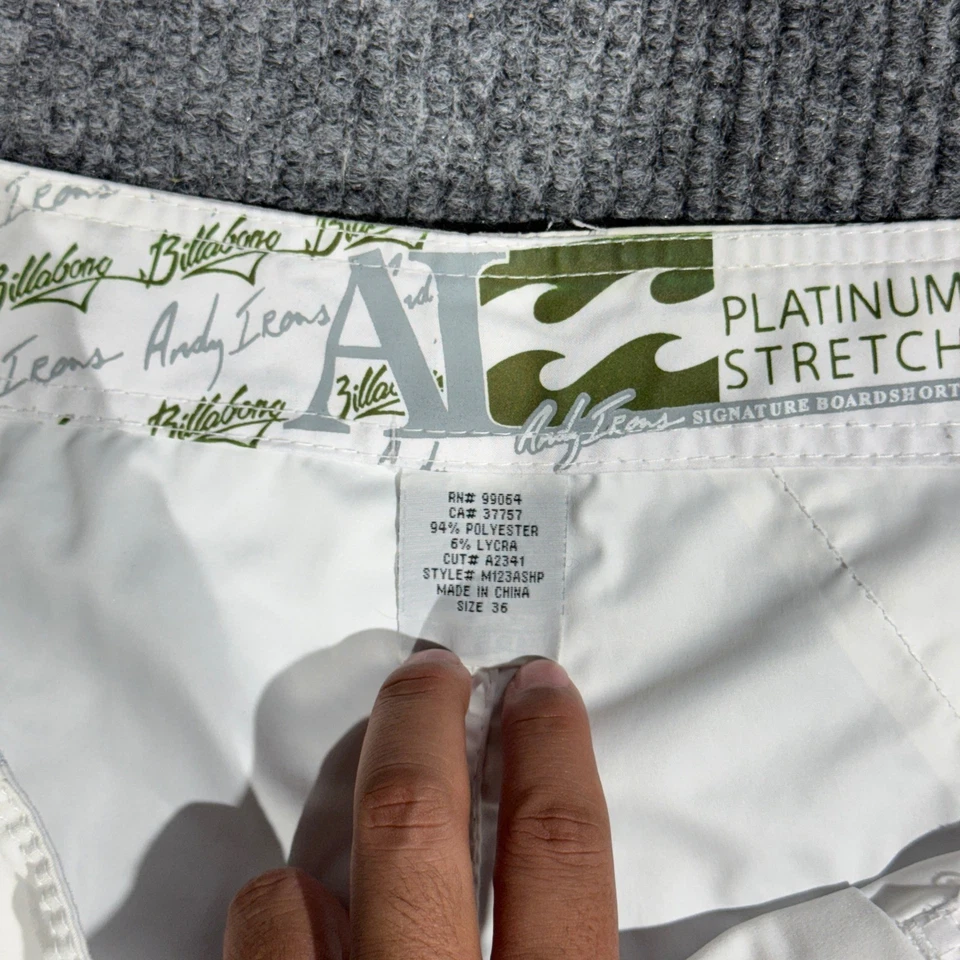 Irons
Billabong Billabong Billabong
Irons Andy Irons
Billabong Billabong
AI
PLATINUM
STRETCH
Andy Irons SIGNATURE BOARDSHORT
RN# 99064
CA# 37757
94% POLYESTER
6% LYCRA
CUT# A2341
STYLE# M123ASHP
MADE IN CHINA
SIZE 36